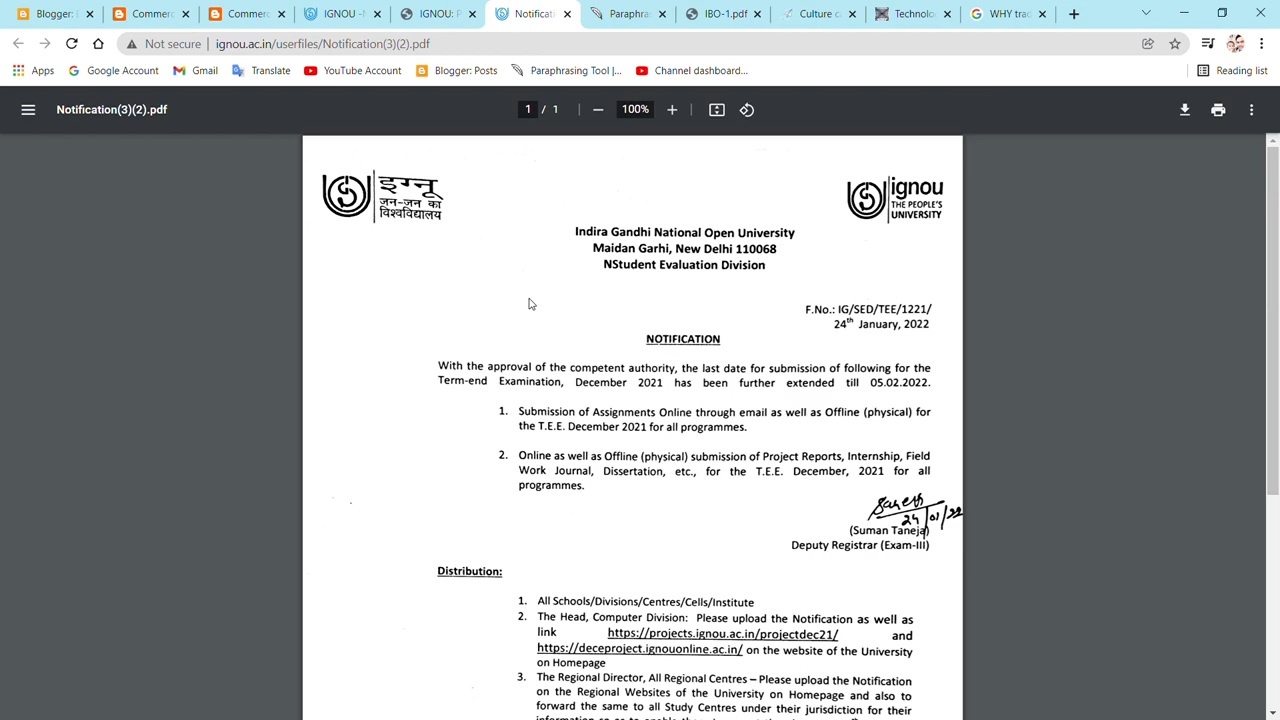 Blogger: B
Commerc
Commerc
IGNOU -N
IGNOU: P
Notificati
Paraphras
IBO-1.pdf
Culture c
Technolo
WHY trac
Not secure | ignou.ac.in/userfiles/Notification(3)(2).pdf
Apps
Google Account
Gmail
Translate
YouTube Account
Blogger: Posts
Paraphrasing Tool |...
Channel dashboard...
Reading list
Notification(3)(2).pdf
1 / 1
100%
इग्नू
जन-जन का
विश्वविद्यालय
ignou
THE PEOPLE'S
UNIVERSITY
Indira Gandhi National Open University
Maidan Garhi, New Delhi 110068
NStudent Evaluation Division
F.No.: IG/SED/TEE/1221/
24th January, 2022
NOTIFICATION
With the approval of the competent authority, the last date for submission of following for the
Term-end Examination, December 2021 has been further extended till 05.02.2022.
1. Submission of Assignments Online through email as well as Offline (physical) for
the T.E.E. December 2021 for all programmes.
2. Online as well as Offline (physical) submission of Project Reports, Internship, Field
Work Journal, Dissertation, etc., for the T.E.E. December, 2021 for all
programmes.
24/01/22
(Suman Taneja)
Deputy Registrar (Exam-III)
Distribution:
1. All Schools/Divisions/Centres/Cells/Institute
2. The Head, Computer Division: Please upload the Notification as well as
link https://projects.ignou.ac.in/projectdec21/ and
https://deceproject.ignouonline.ac.in/ on the website of the University
on Homepage
3. The Regional Director, All Regional Centres – Please upload the Notification
on the Regional Websites of the University on Homepage and also to
forward the same to all Study Centres under their jurisdiction for their